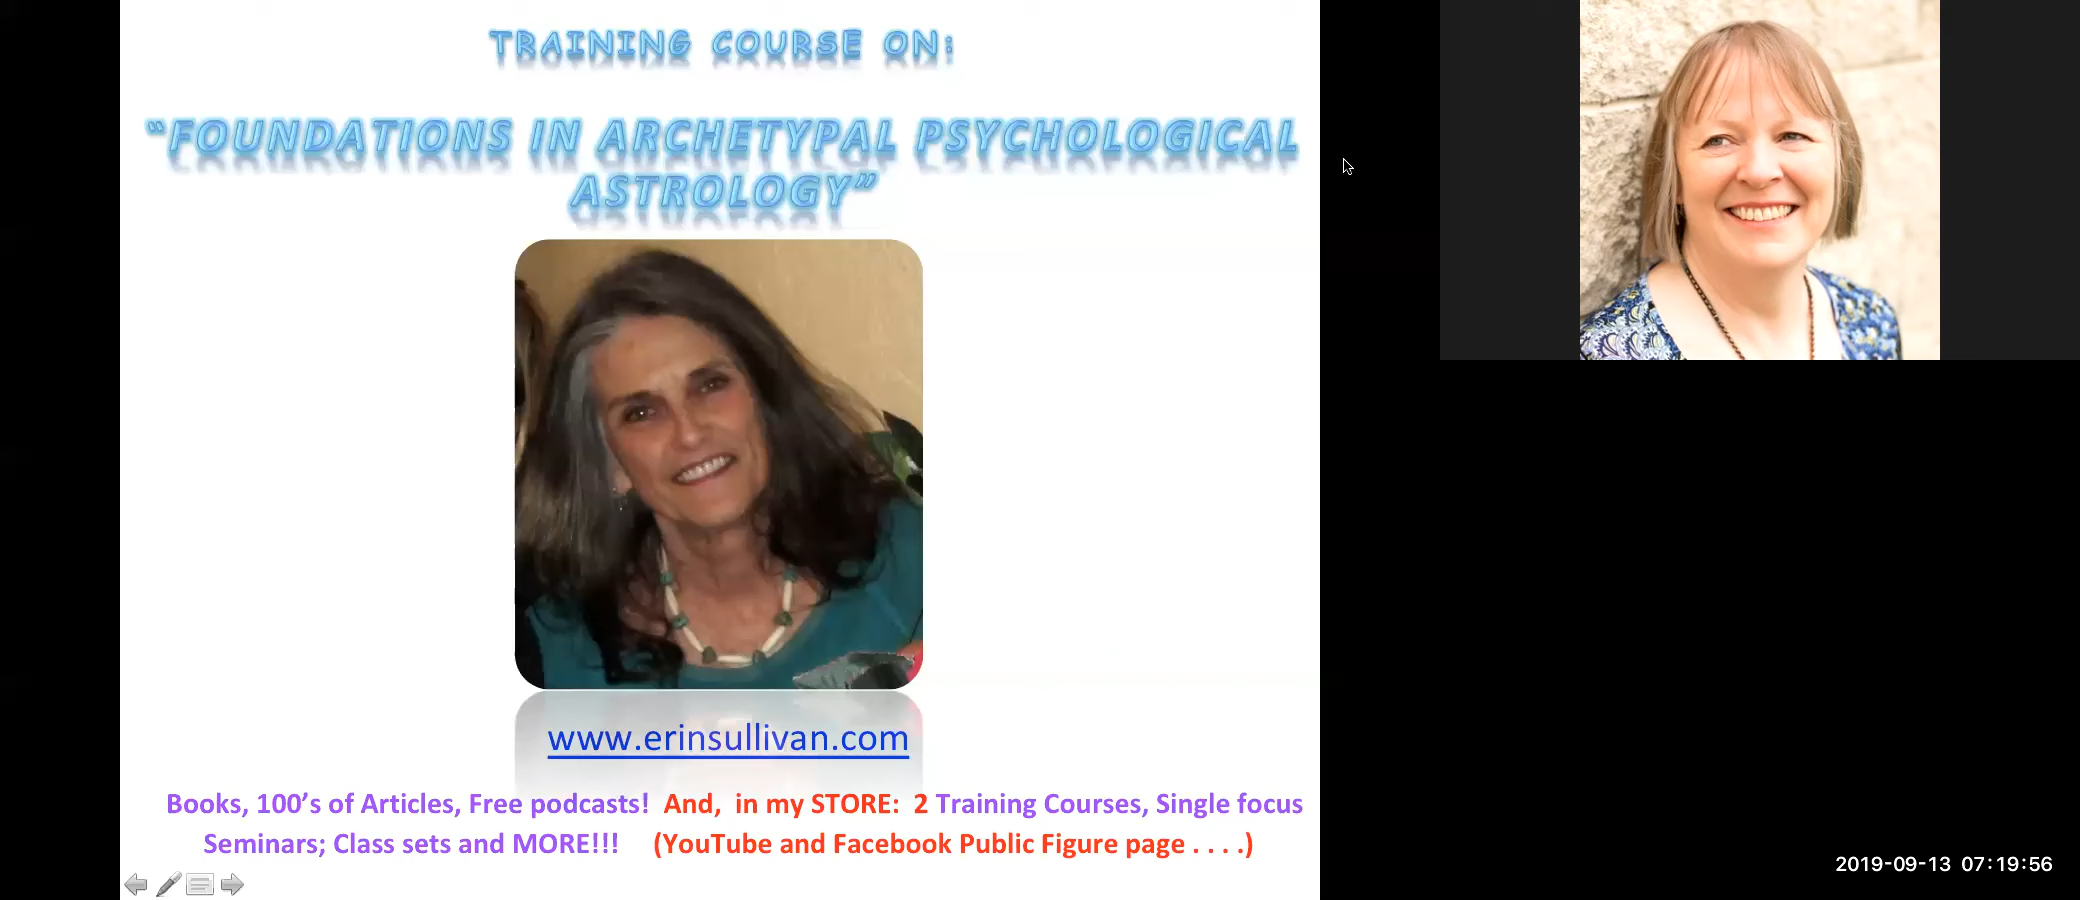 TRAINING COURSE ON:
“FOUNDATIONS IN ARCHETYPAL PSYCHOLOGICAL
ASTROLOGY”
www.erinsullivan.com
Books, 100’s of Articles, Free podcasts! And, in my STORE: 2 Training Courses, Single focus
Seminars; Class sets and MORE!!! (YouTube and Facebook Public Figure page . . . .)
2019-09-13 07:19:56